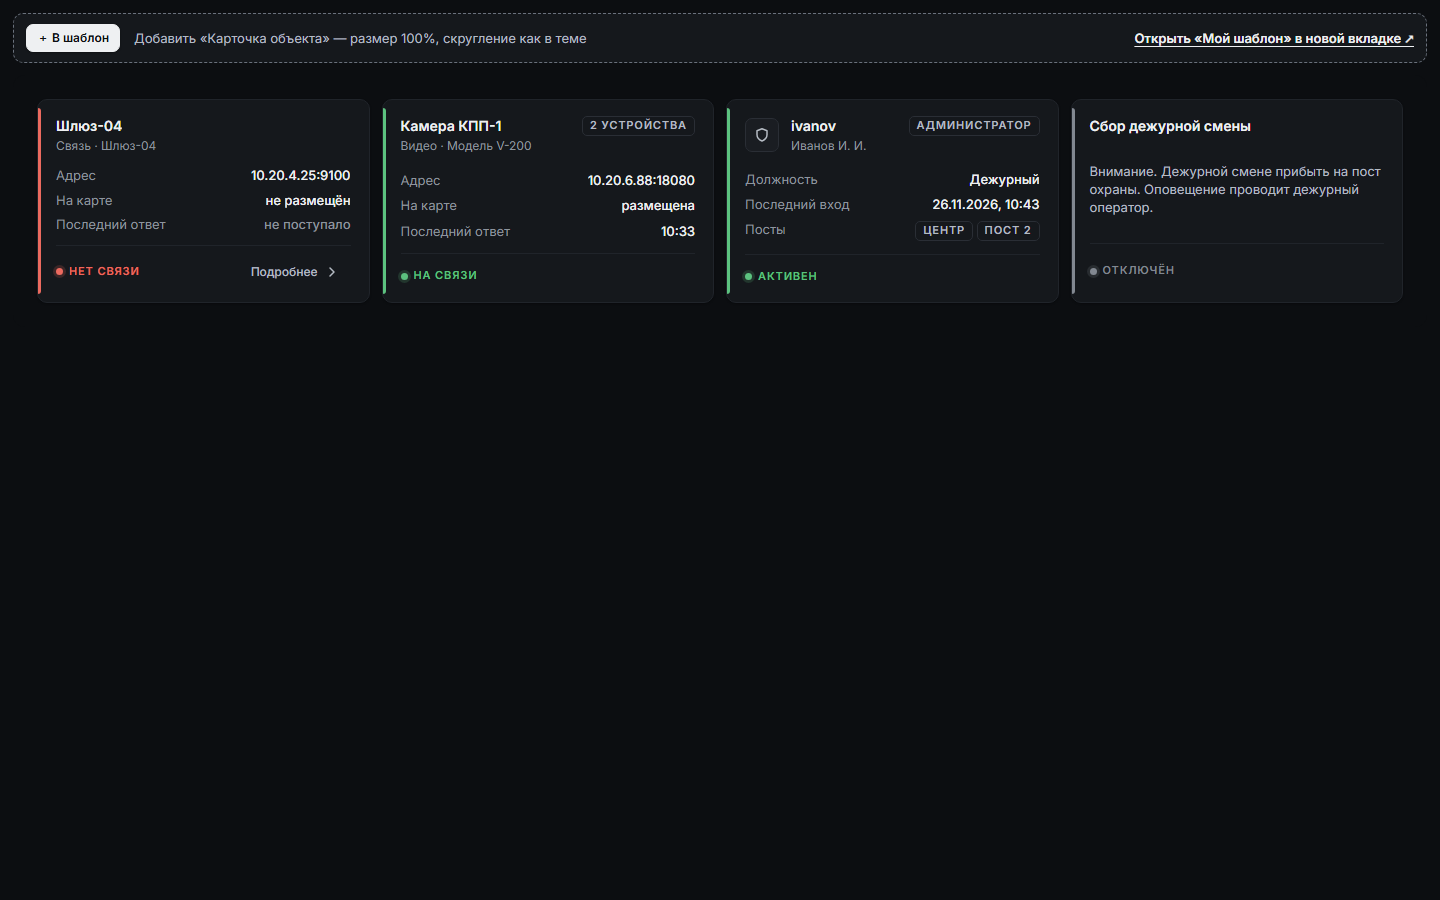 + В шаблон
Добавить «Карточка объекта» — размер 100%, скругление как в теме
Открыть «Мой шаблон» в новой вкладке ↗
Шлюз-04
Связь · Шлюз-04
Адрес 10.20.4.25:9100
На карте не размещён
Последний ответ не поступало
НЕТ СВЯЗИ
Подробнее
Камера КПП-1
2 УСТРОЙСТВА
Видео · Модель V-200
Адрес 10.20.6.88:18080
На карте размещена
Последний ответ 10:33
НА СВЯЗИ
ivanov
АДМИНИСТРАТОР
Иванов И. И.
Должность Дежурный
Последний вход 26.11.2026, 10:43
Посты ЦЕНТР ПОСТ 2
АКТИВЕН
Сбор дежурной смены
Внимание. Дежурной смене прибыть на пост
охраны. Оповещение проводит дежурный
оператор.
ОТКЛЮЧЁН